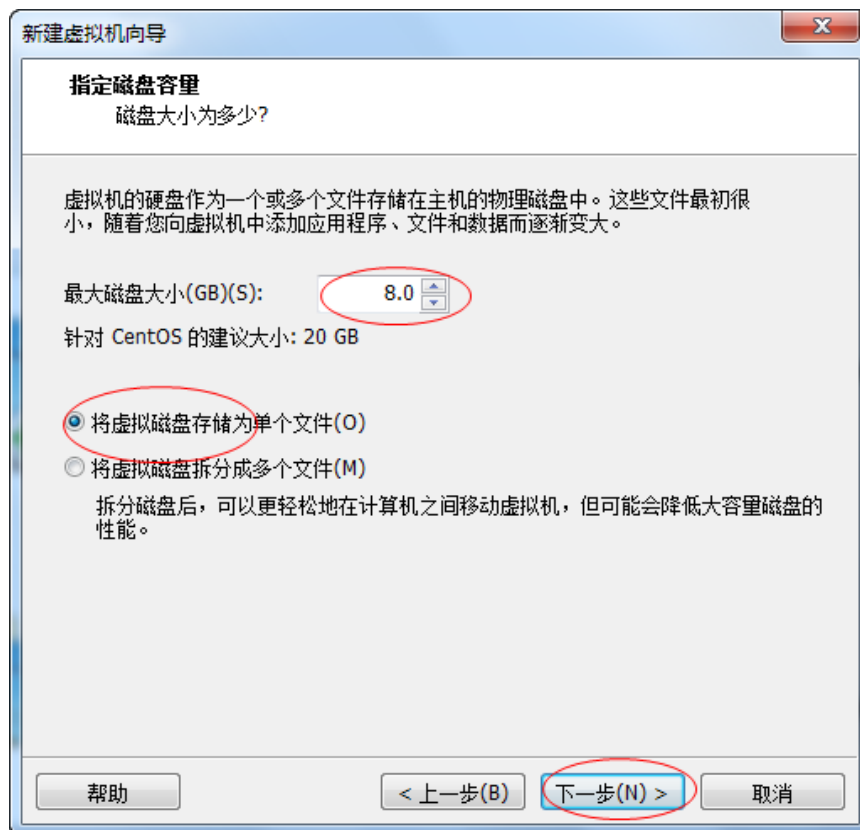 新建虚拟机向导
指定磁盘容量
磁盘大小为多少?
虚拟机的硬盘作为一个或多个文件存储在主机的物理磁盘中。这些文件最初很
小，随着您向虚拟机中添加应用程序、文件和数据而逐渐变大。
最大磁盘大小(GB)(S): 8.0
针对 CentOS 的建议大小: 20 GB
将虚拟磁盘存储为单个文件(O)
将虚拟磁盘拆分成多个文件(M)
拆分磁盘后，可以更轻松地在计算机之间移动虚拟机，但可能会降低大容量磁盘的
性能。
帮助 < 上一步(B) 下一步(N) > 取消